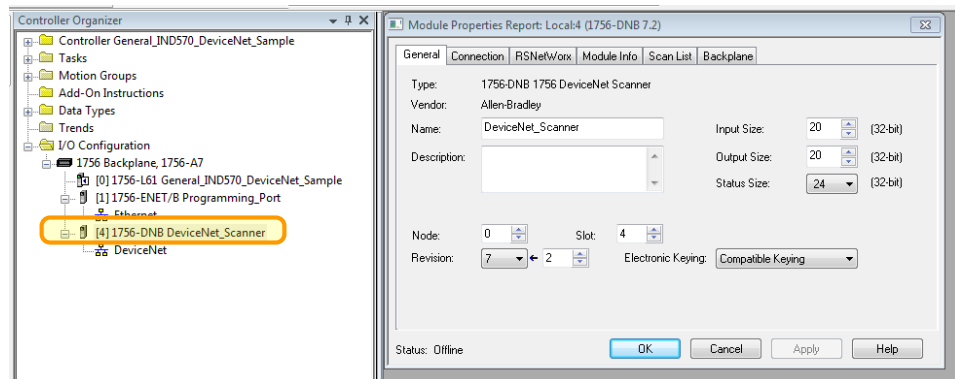 Controller Organizer
Controller General_IND570_DeviceNet_Sample
Tasks
Motion Groups
Add-On Instructions
Data Types
Trends
I/O Configuration
1756 Backplane, 1756-A7
[0] 1756-L61 General_IND570_DeviceNet_Sample
[1] 1756-ENET/B Programming_Port
Ethernet
[4] 1756-DNB DeviceNet_Scanner
DeviceNet
Module Properties Report: Local:4 (1756-DNB 7.2)
General Connection RSNetWorx Module Info Scan List Backplane
Type: 1756-DNB 1756 DeviceNet Scanner
Vendor: Allen-Bradley
Name: DeviceNet_Scanner Input Size: 20 (32-bit)
Description: Output Size: 20 (32-bit)
Status Size: 24 (32-bit)
Node: 0 Slot: 4
Revision: 7 2 Electronic Keying: Compatible Keying
Status: Offline OK Cancel Apply Help